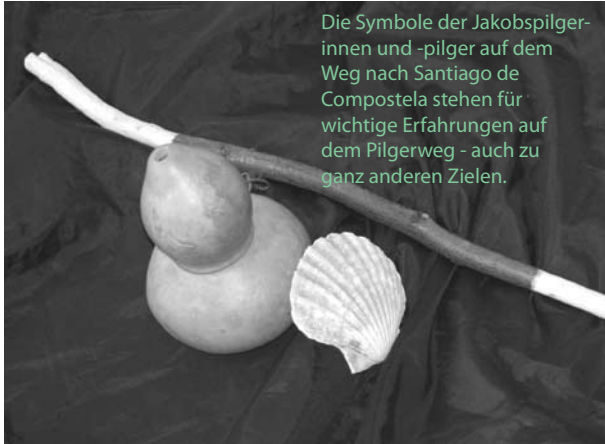 Die Symbole der Jakobspilger-
innen und -pilger auf dem
Weg nach Santiago de
Compostela stehen für
wichtige Erfahrungen auf
dem Pilgerweg - auch zu
ganz anderen Zielen.